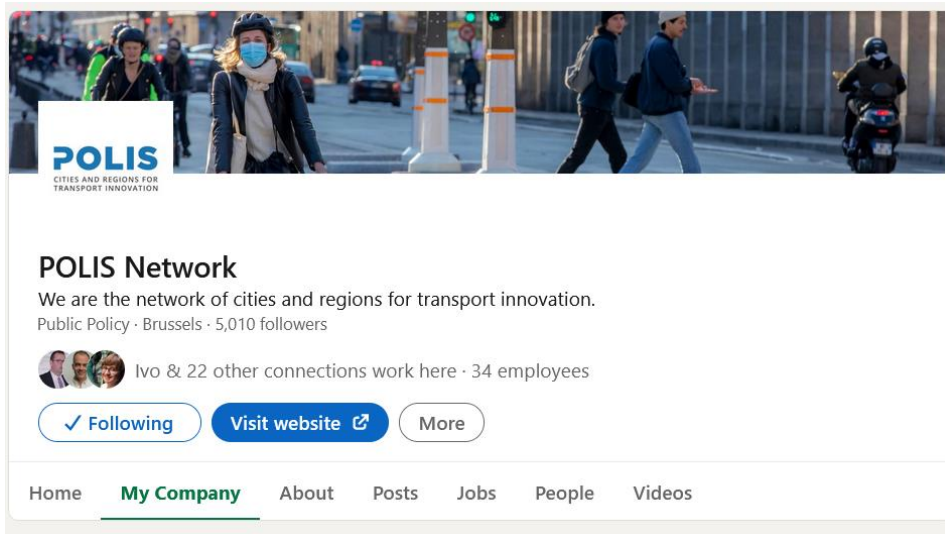 POLIS
CITIES AND REGIONS FOR
TRANSPORT INNOVATION
POLIS Network
We are the network of cities and regions for transport innovation.
Public Policy · Brussels · 5,010 followers
Ivo & 22 other connections work here · 34 employees
✓ Following Visit website More
Home My Company About Posts Jobs People Videos